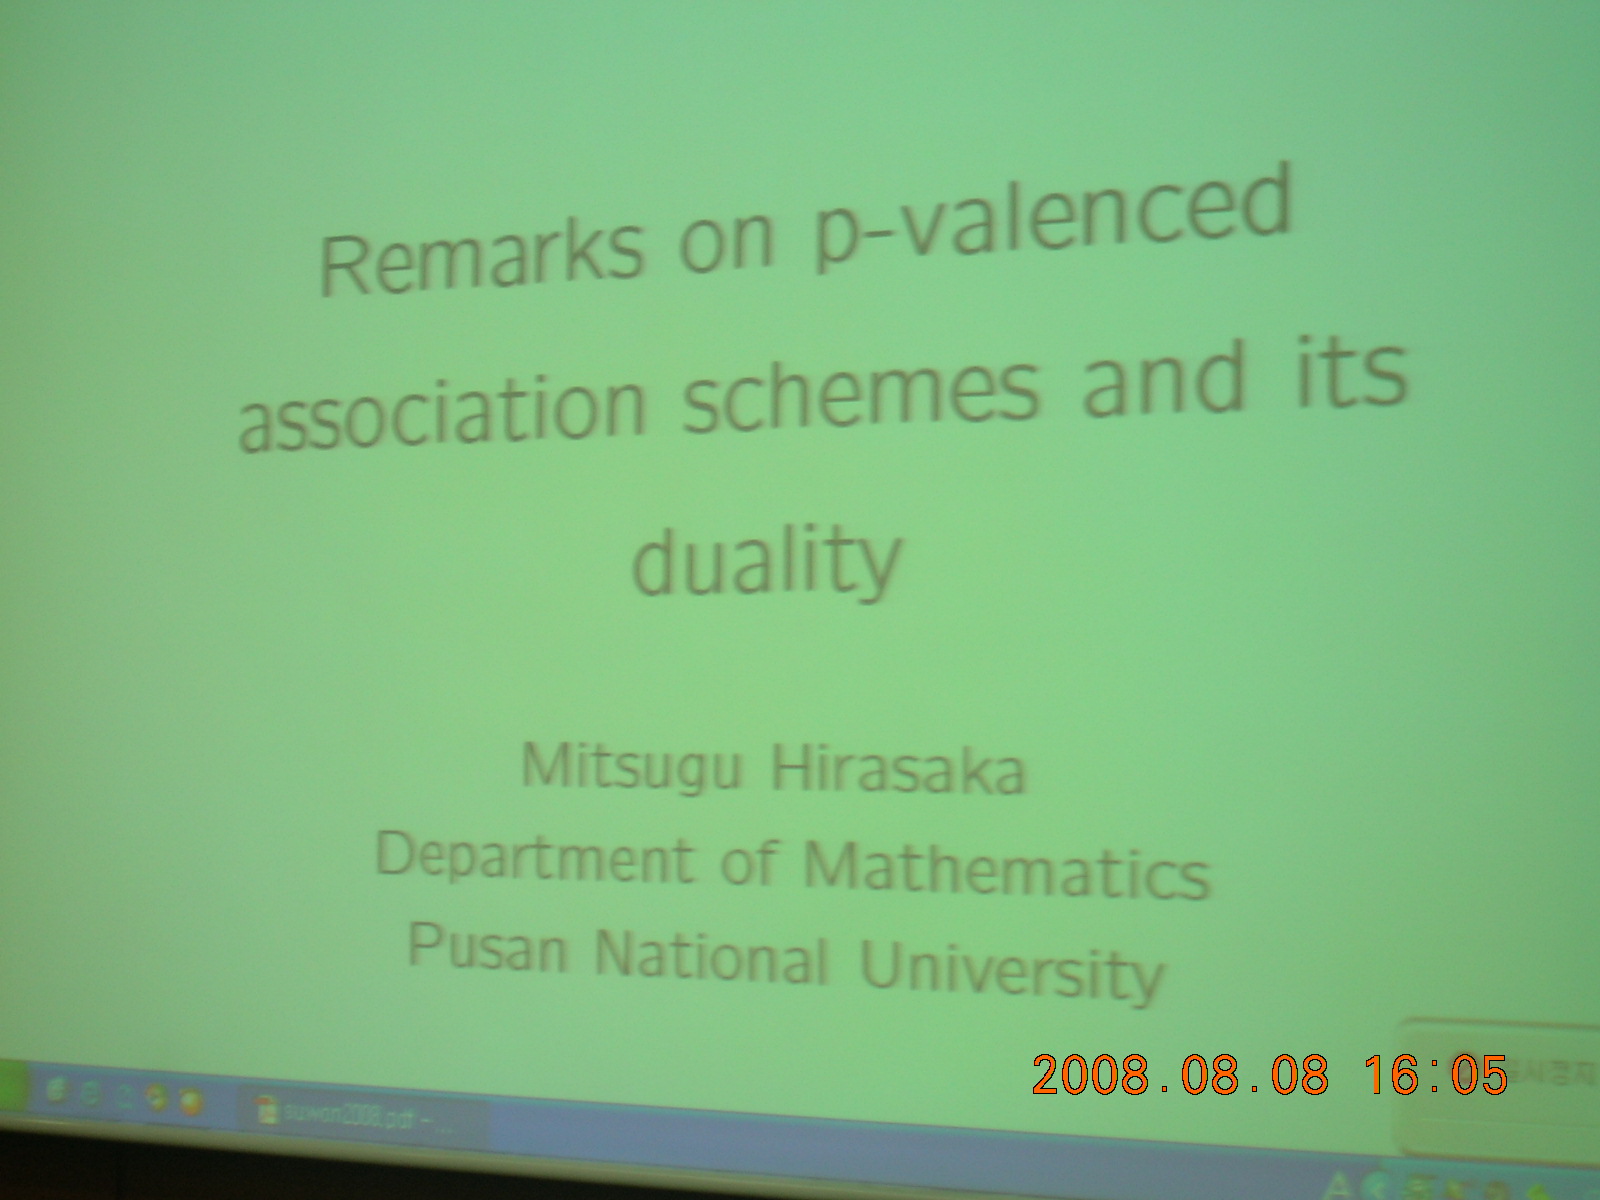 Remarks on p-valenced
association schemes and its
duality
Mitsugu Hirasaka
Department of Mathematics
Pusan National University
2008.08.08 16:05
suwon2008.pdf - ...
A